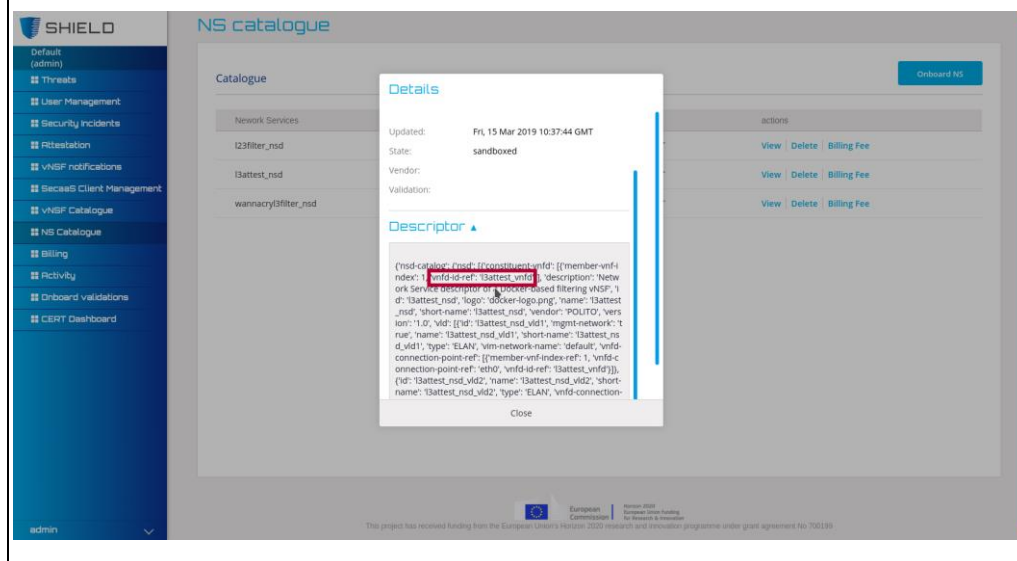 SHIELD
NS catalogue
Default
(admin)
Threats
User Management
Security Incidents
Attestation
vNSF notifications
SecaaS Client Management
vNSF Catalogue
NS Catalogue
Billing
Activity
Onboard validations
CERT Dashboard
admin
Catalogue
Onboard NS
Nework Services
actions
l23filter_nsd
View Delete Billing Fee
l3attest_nsd
View Delete Billing Fee
wannacryl3filter_nsd
View Delete Billing Fee
Details
Updated: Fri, 15 Mar 2019 10:37:44 GMT
State: sandboxed
Vendor:
Validation:
Descriptor ▲
{'nsd-catalog': {'nsd': [{'constituent-vnfd': [{'member-vnf-i
ndex': 1, 'vnfd-id-ref': 'l3attest_vnfd'}], 'description': 'Netw
ork Service descriptor of a Docker-based filtering vNSF', 'i
d': 'l3attest_nsd', 'logo': 'docker-logo.png', 'name': 'l3attest
_nsd', 'short-name': 'l3attest_nsd', 'vendor': 'POLITO', 'vers
ion': '1.0', 'vld': [{'id': 'l3attest_nsd_vld1', 'mgmt-network': 't
rue', 'name': 'l3attest_nsd_vld1', 'short-name': 'l3attest_ns
d_vld1', 'type': 'ELAN', 'vim-network-name': 'default', 'vnfd-
connection-point-ref': [{'member-vnf-index-ref': 1, 'vnfd-c
onnection-point-ref': 'eth0', 'vnfd-id-ref': 'l3attest_vnfd'}]},
{'id': 'l3attest_nsd_vld2', 'name': 'l3attest_nsd_vld2', 'short-
name': 'l3attest_nsd_vld2', 'type': 'ELAN', 'vnfd-connection-
Close
European
Commission
Horizon 2020
European Union funding
for Research & Innovation
This project has received funding from the European Union's Horizon 2020 research and innovation programme under grant agreement No 700199